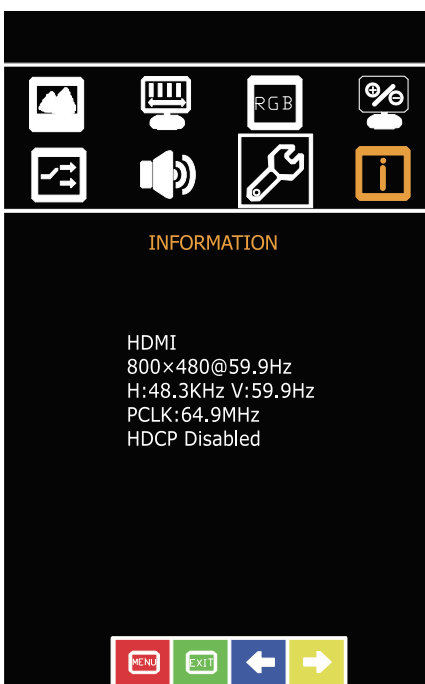 RGB
i
INFORMATION
HDMI
800×480@59.9Hz
H:48.3KHz V:59.9Hz
PCLK:64.9MHz
HDCP Disabled
MENU EXIT